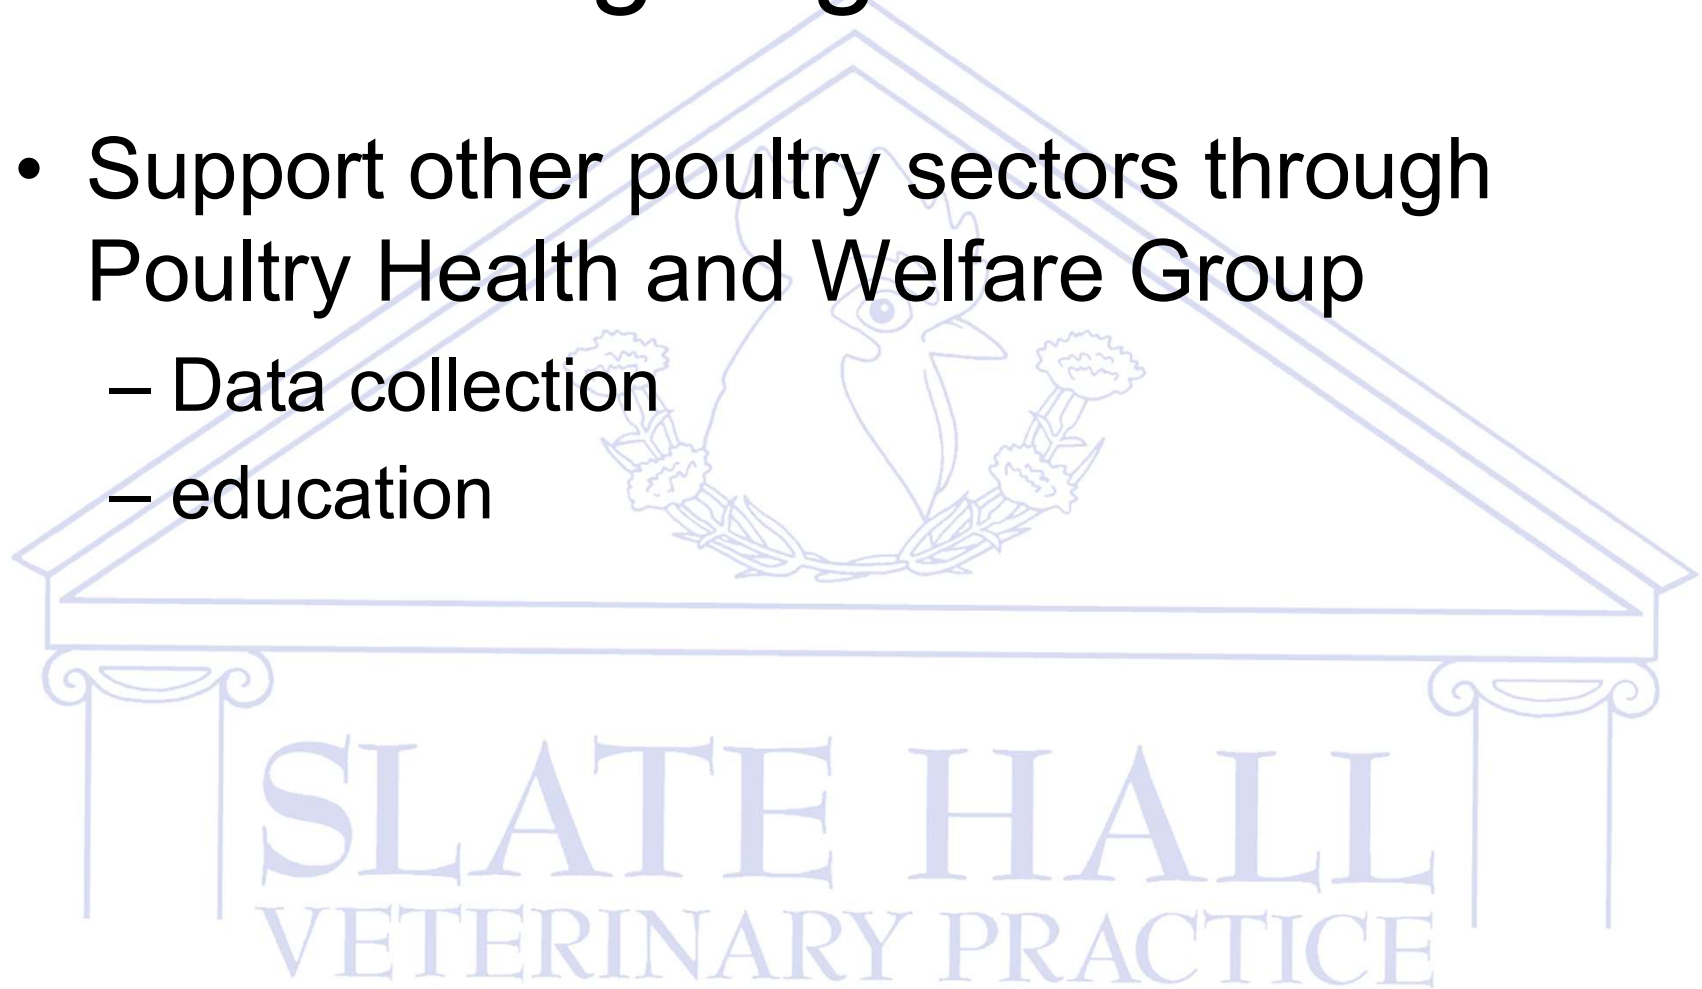 • Support other poultry sectors through
Poultry Health and Welfare Group
– Data collection
– education
SLATE HALL
VETERINARY PRACTICE